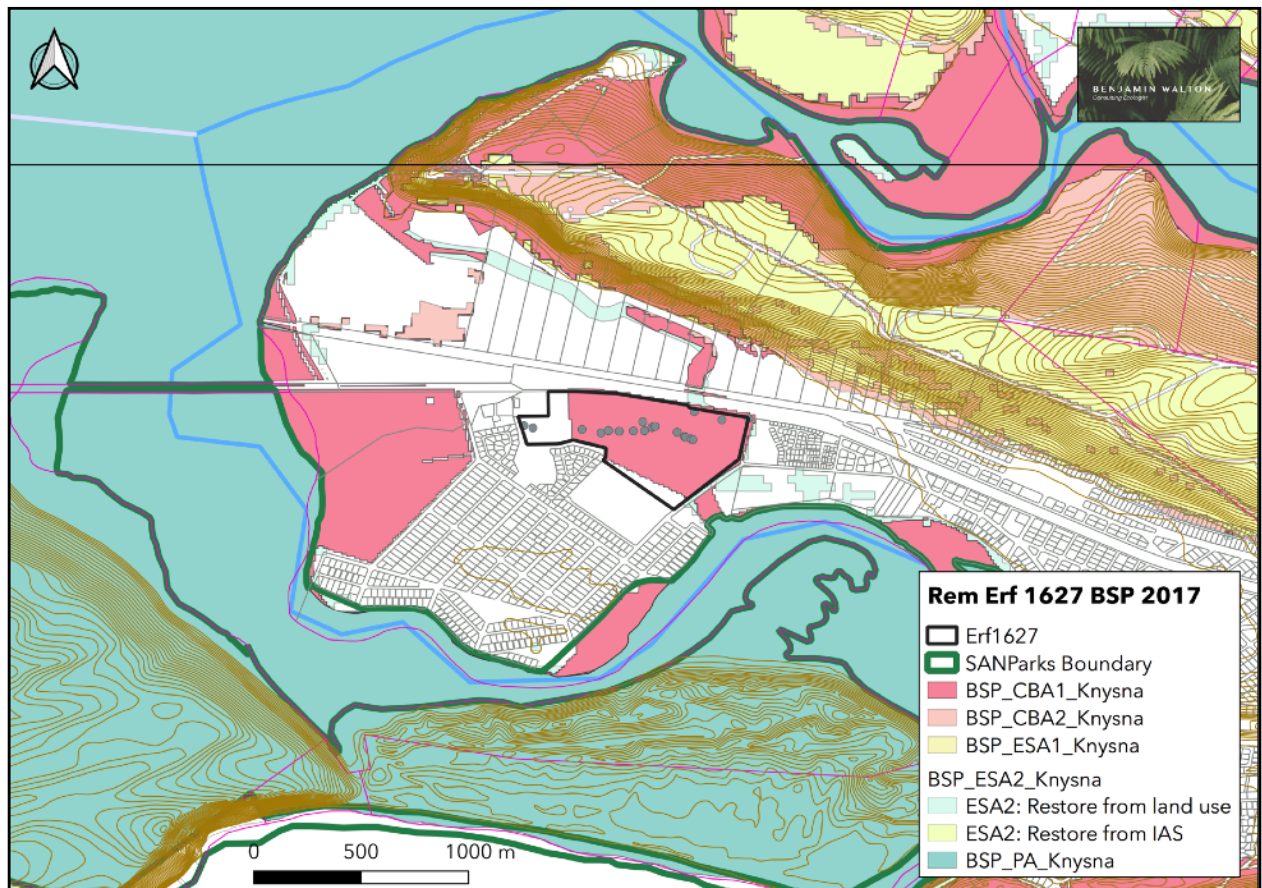 BENJAMIN WALTON
Consulting Ecologist
Rem Erf 1627 BSP 2017
Erf1627
SANParks Boundary
BSP_CBA1_Knysna
BSP_CBA2_Knysna
BSP_ESA1_Knysna
BSP_ESA2_Knysna
ESA2: Restore from land use
ESA2: Restore from IAS
BSP_PA_Knysna
0 500 1000 m